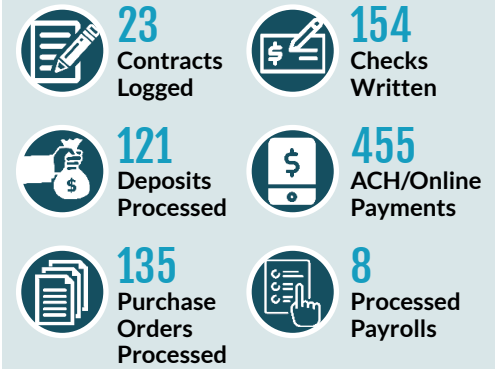 23
Contracts
Logged
154
Checks
Written
121
Deposits
Processed
455
ACH/Online
Payments
135
Purchase
Orders
Processed
8
Processed
Payrolls